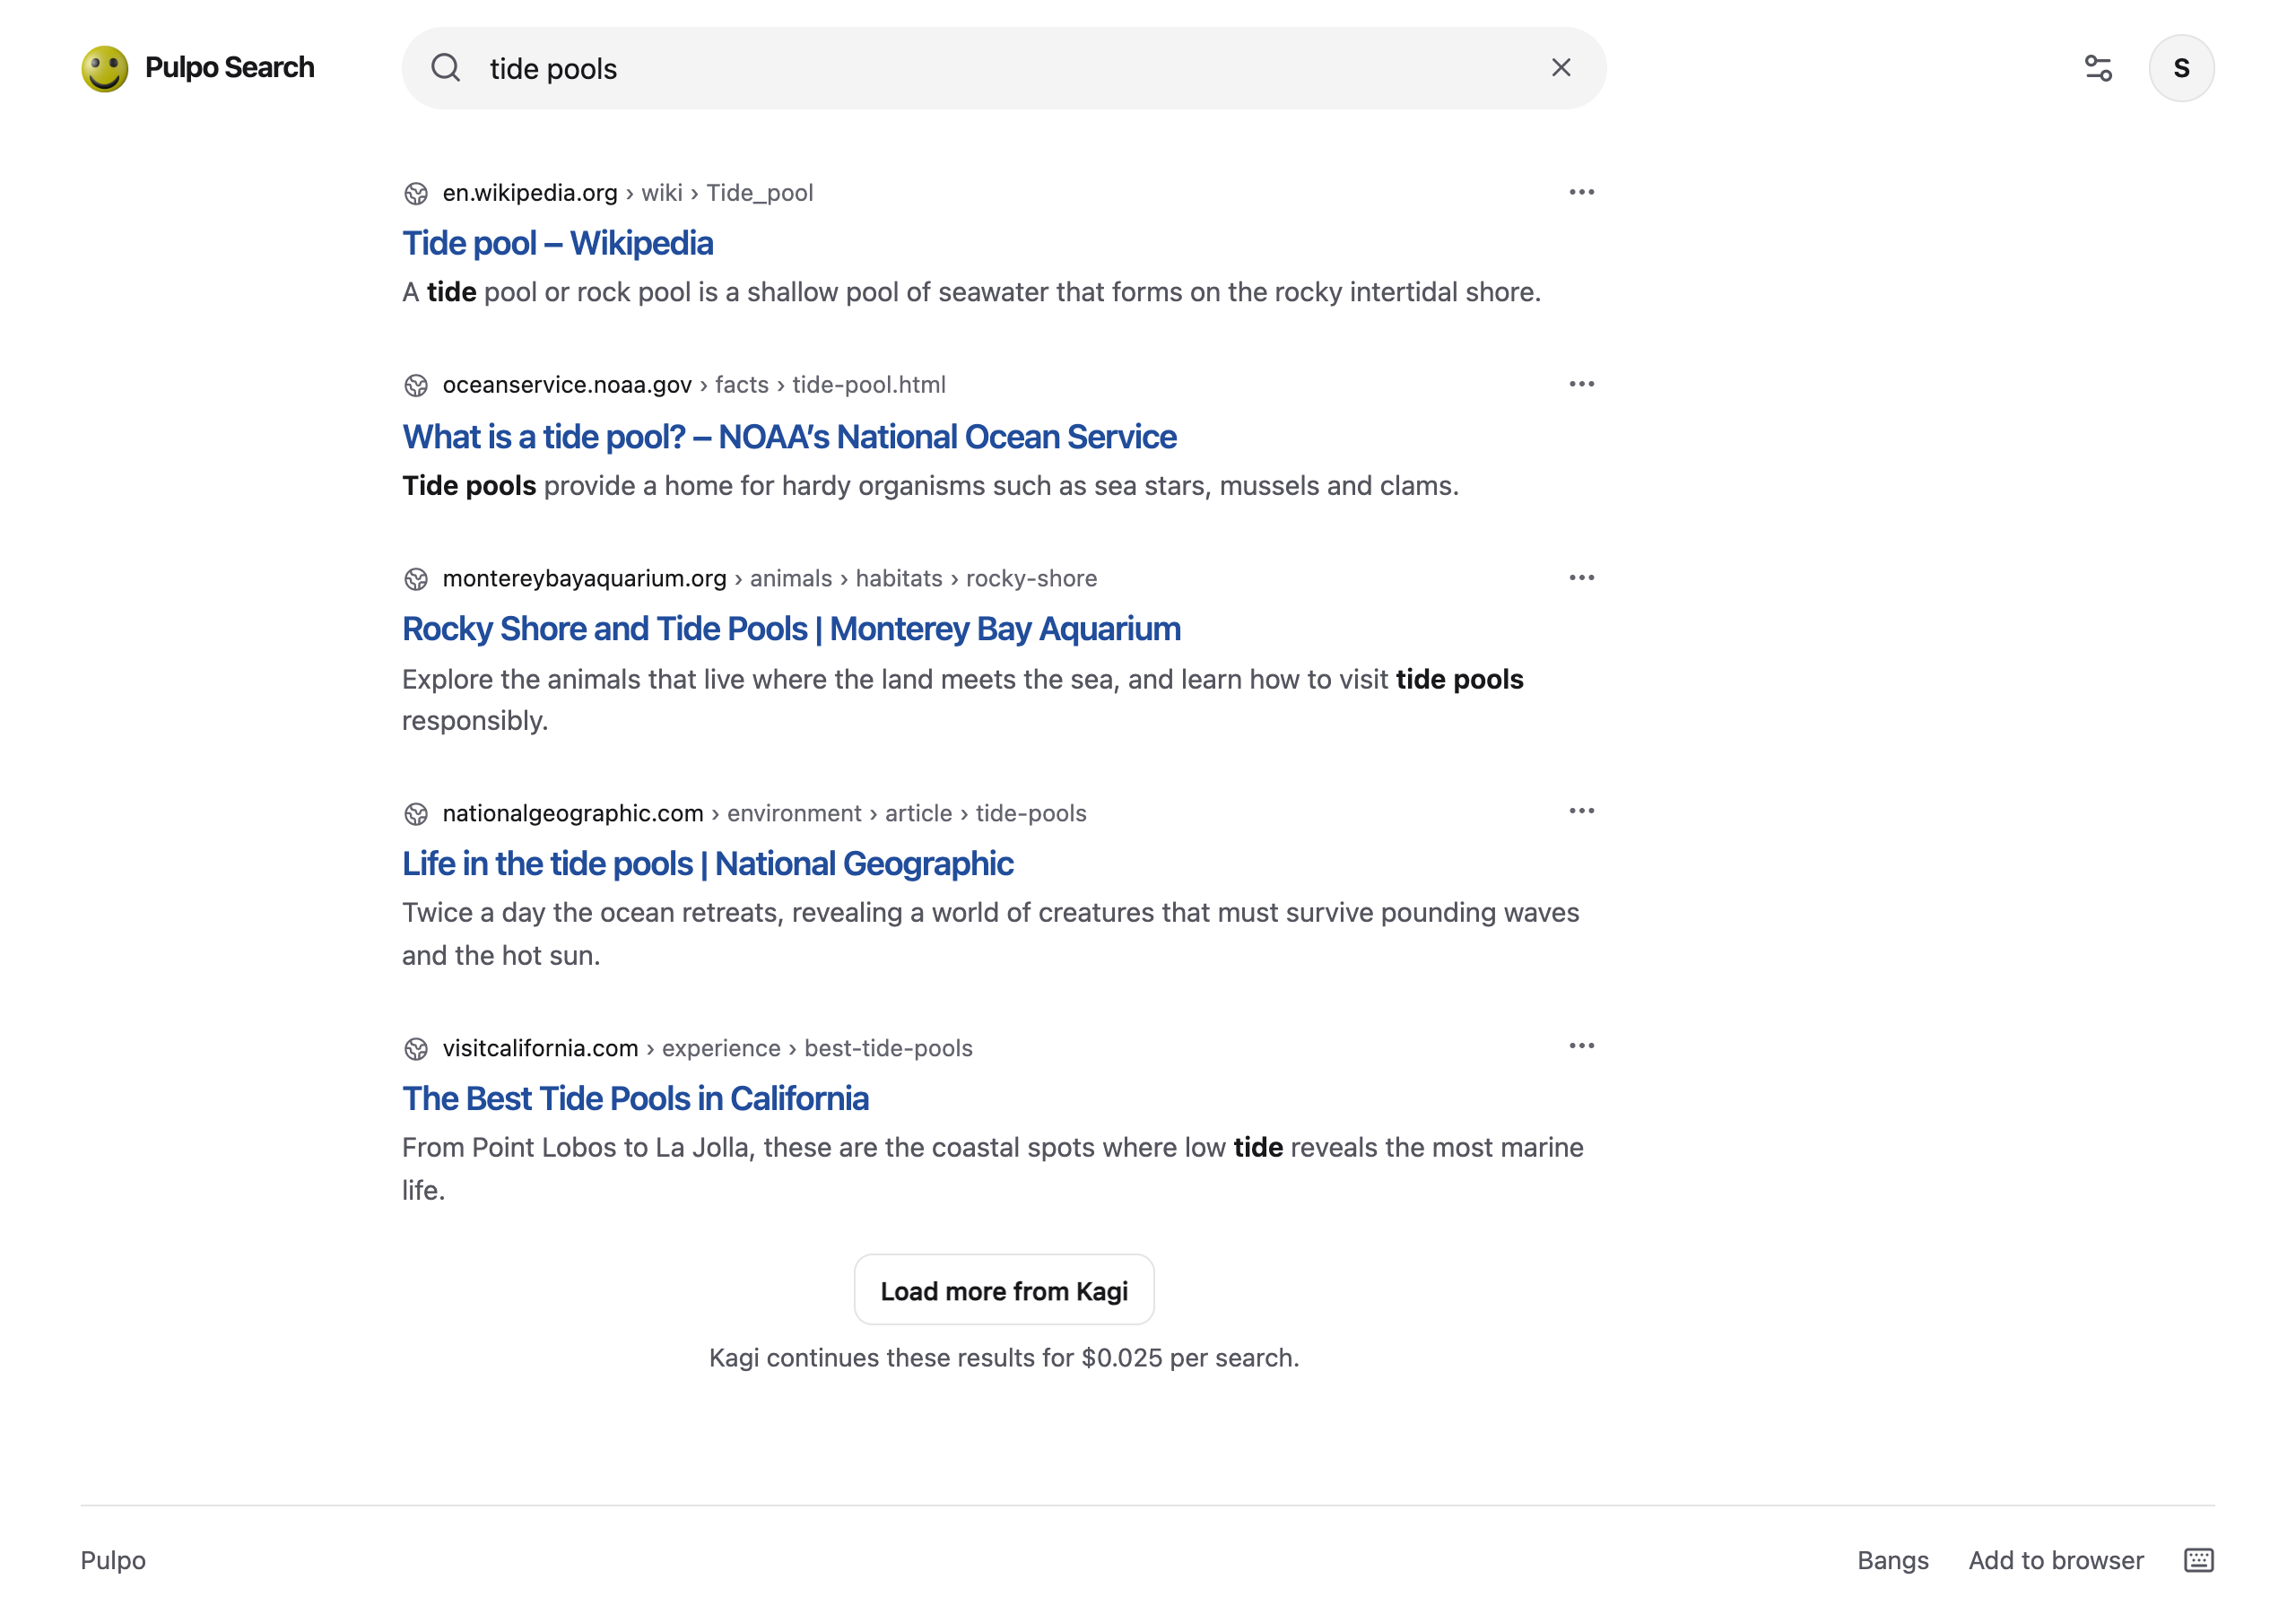 Pulpo Search
tide pools
S
en.wikipedia.org › wiki › Tide_pool
Tide pool – Wikipedia
A tide pool or rock pool is a shallow pool of seawater that forms on the rocky intertidal shore.
oceanservice.noaa.gov › facts › tide-pool.html
What is a tide pool? – NOAA’s National Ocean Service
Tide pools provide a home for hardy organisms such as sea stars, mussels and clams.
montereybayaquarium.org › animals › habitats › rocky-shore
Rocky Shore and Tide Pools | Monterey Bay Aquarium
Explore the animals that live where the land meets the sea, and learn how to visit tide pools
responsibly.
nationalgeographic.com › environment › article › tide-pools
Life in the tide pools | National Geographic
Twice a day the ocean retreats, revealing a world of creatures that must survive pounding waves
and the hot sun.
visitcalifornia.com › experience › best-tide-pools
The Best Tide Pools in California
From Point Lobos to La Jolla, these are the coastal spots where low tide reveals the most marine
life.
Load more from Kagi
Kagi continues these results for $0.025 per search.
Pulpo
Bangs
Add to browser